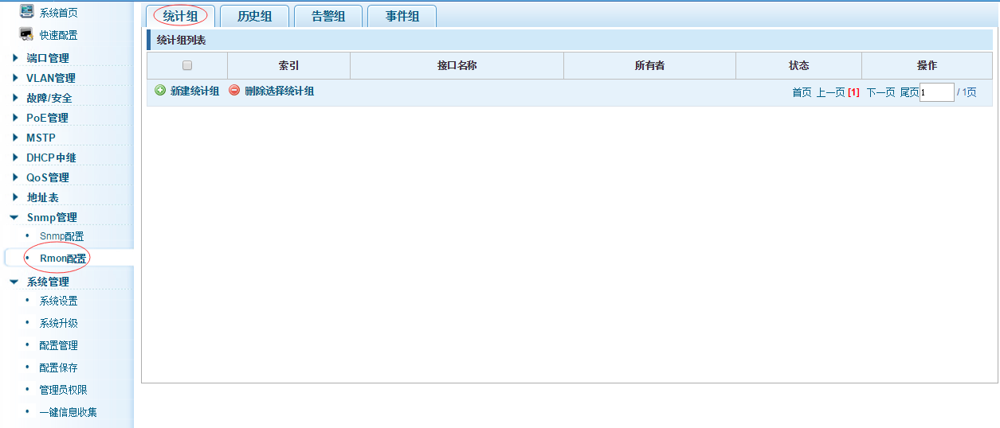 系统首页
快速配置
端口管理
VLAN管理
故障/安全
PoE管理
MSTP
DHCP中继
QoS管理
地址表
Snmp管理
Snmp配置
Rmon配置
系统管理
系统设置
系统升级
配置管理
配置保存
管理员权限
一键信息收集
统计组 历史组 告警组 事件组
统计组列表
索引 接口名称 所有者 状态 操作
新建统计组 删除选择统计组 首页 上一页 [1] 下一页 尾页 1 / 1页